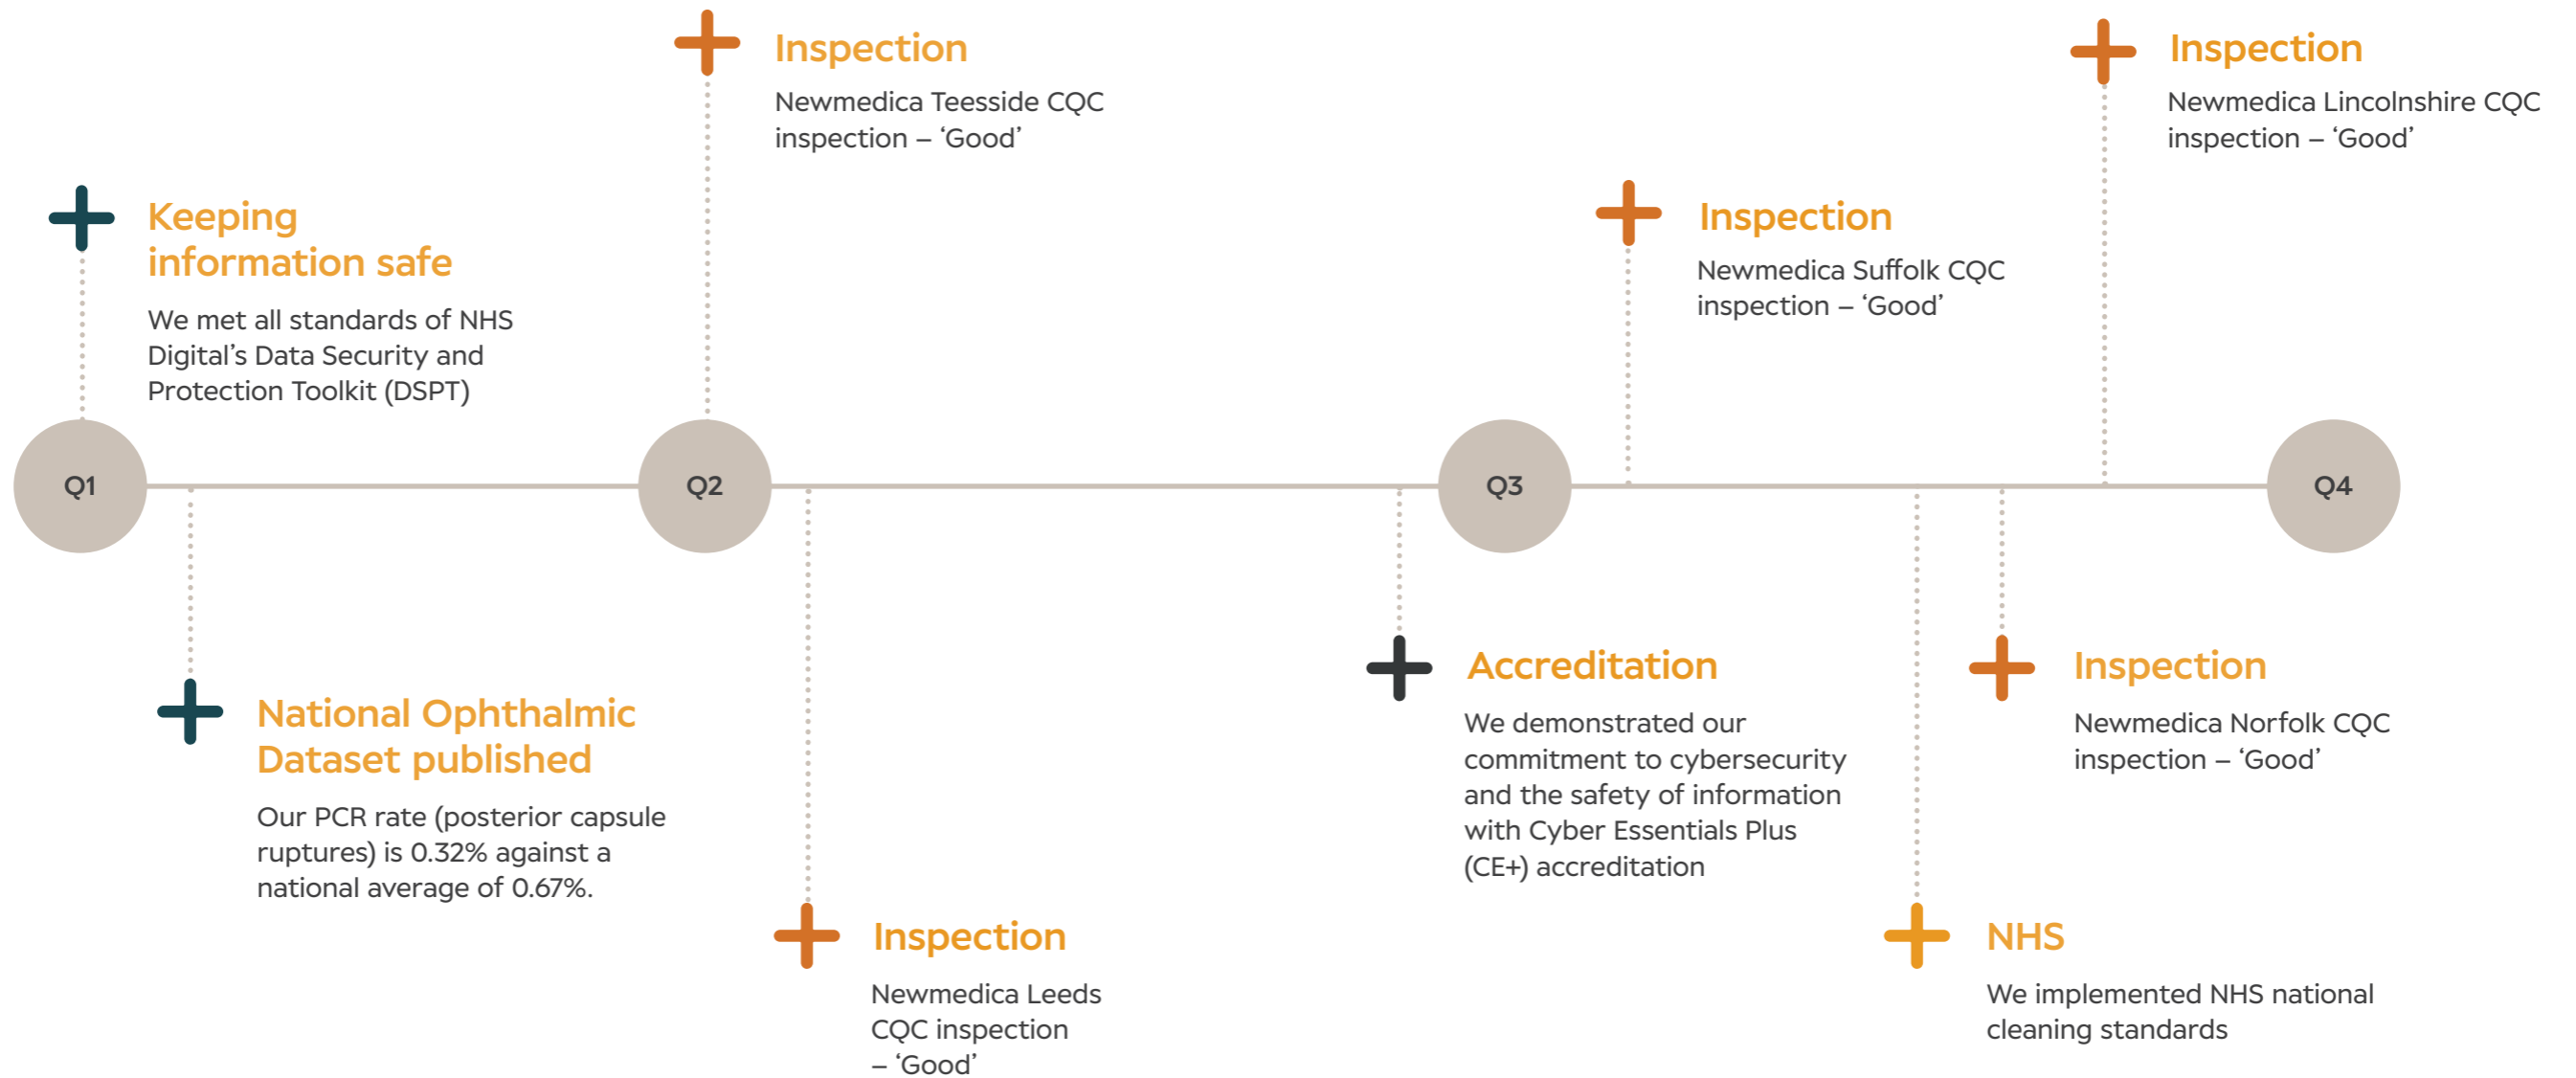 Inspection
Newmedica Teesside CQC
inspection – ‘Good’
Inspection
Newmedica Lincolnshire CQC
inspection – ‘Good’
Keeping
information safe
We met all standards of NHS
Digital’s Data Security and
Protection Toolkit (DSPT)
Inspection
Newmedica Suffolk CQC
inspection – ‘Good’
Q1
Q2
Q3
Q4
National Ophthalmic
Dataset published
Our PCR rate (posterior capsule
ruptures) is 0.32% against a
national average of 0.67%.
Inspection
Newmedica Leeds
CQC inspection
– ‘Good’
Accreditation
We demonstrated our
commitment to cybersecurity
and the safety of information
with Cyber Essentials Plus
(CE+) accreditation
Inspection
Newmedica Norfolk CQC
inspection – ‘Good’
NHS
We implemented NHS national
cleaning standards